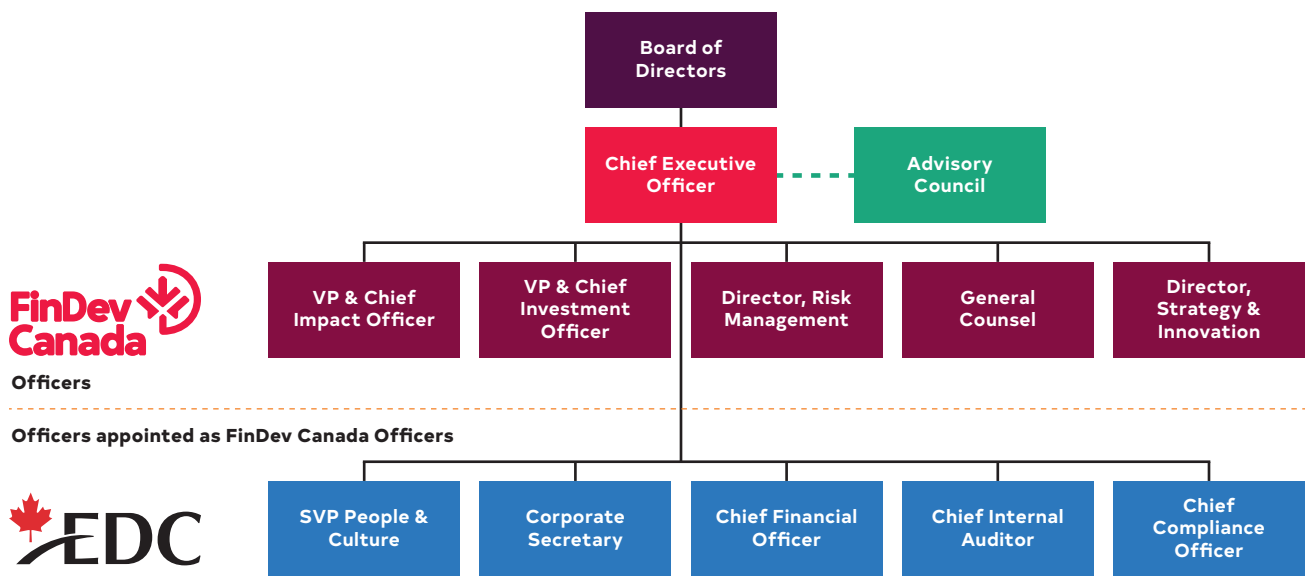 Board of
Directors
Chief Executive
Officer
Advisory
Council
FinDev
Canada
VP & Chief
Impact Officer
VP & Chief
Investment
Officer
Director, Risk
Management
General
Counsel
Director,
Strategy &
Innovation
Officers
Officers appointed as FinDev Canada Officers
EDC
SVP People &
Culture
Corporate
Secretary
Chief Financial
Officer
Chief Internal
Auditor
Chief
Compliance
Officer